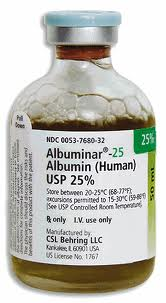 Pull
Down
NDC 0053-7680-32
25%
Albuminar®-25
Albumin (Human)
USP 25%
50 mL
Store between 20-25°C (68-77°F);
excursions permitted to 15-30°C (59-86°F)
(See USP Controlled Room Temperature).
℞ only I.V. use only
Manufactured by:
CSL Behring LLC
Kankakee, IL 60901 USA
US License No. 1767